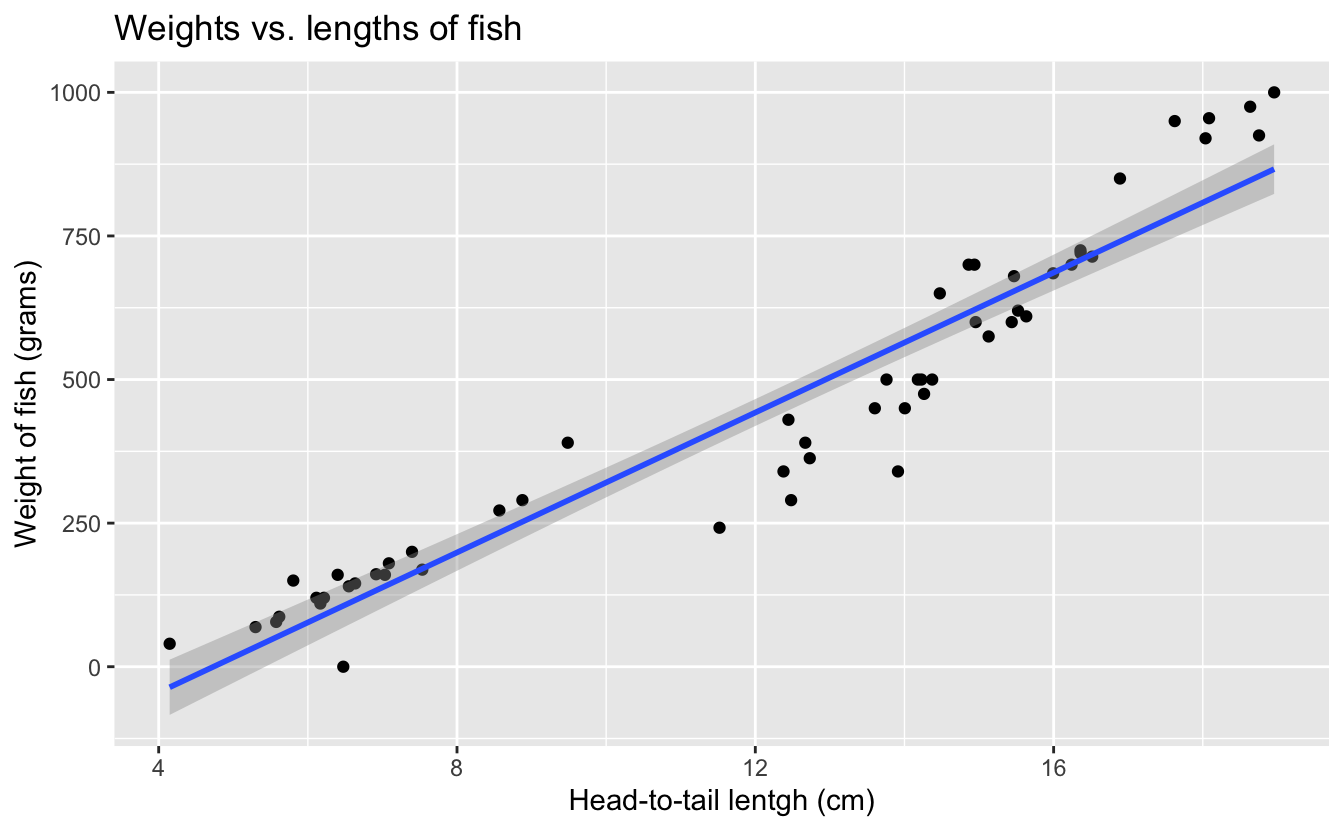 Weights vs. lengths of fish
1000
750
500
250
0
Weight of fish (grams)
4 8 12 16
Head-to-tail lentgh (cm)